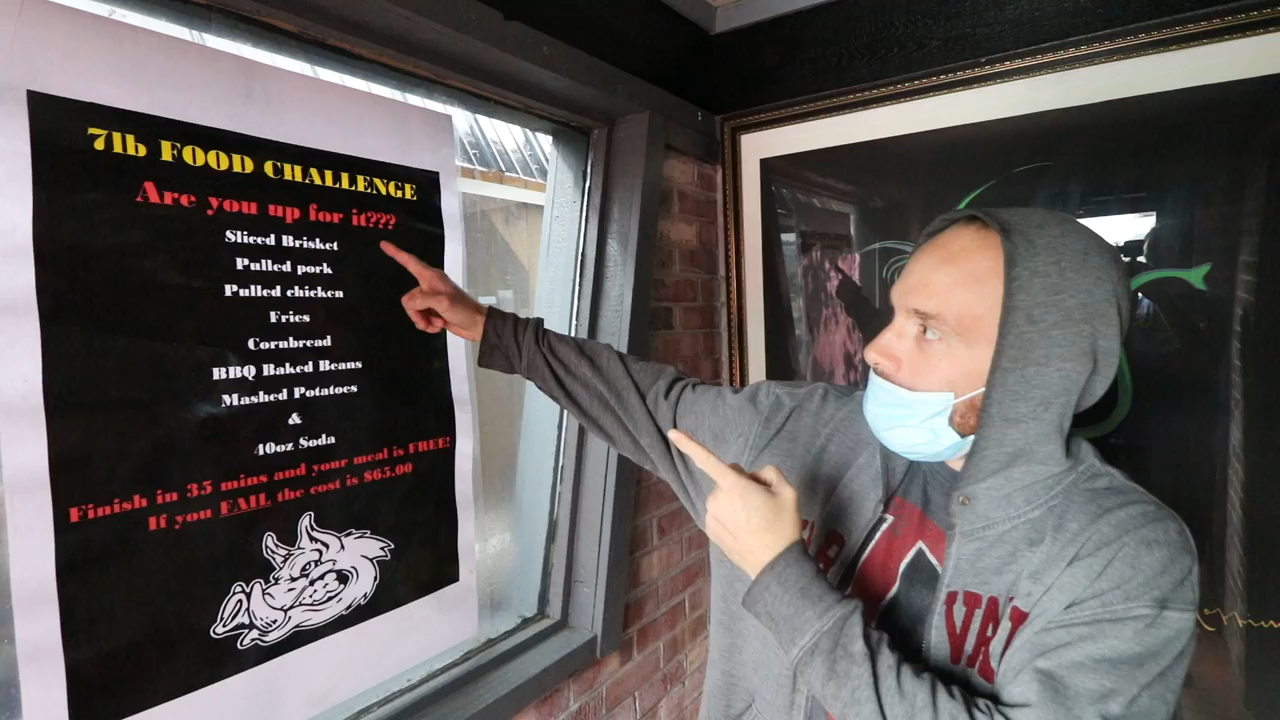 7lb FOOD CHALLENGE
Are you up for it???
Sliced Brisket
Pulled pork
Pulled chicken
Fries
Cornbread
BBQ Baked Beans
Mashed Potatoes
&
40oz Soda
Finish in 35 mins and your meal is FREE!
If you FAIL the cost is $65.00